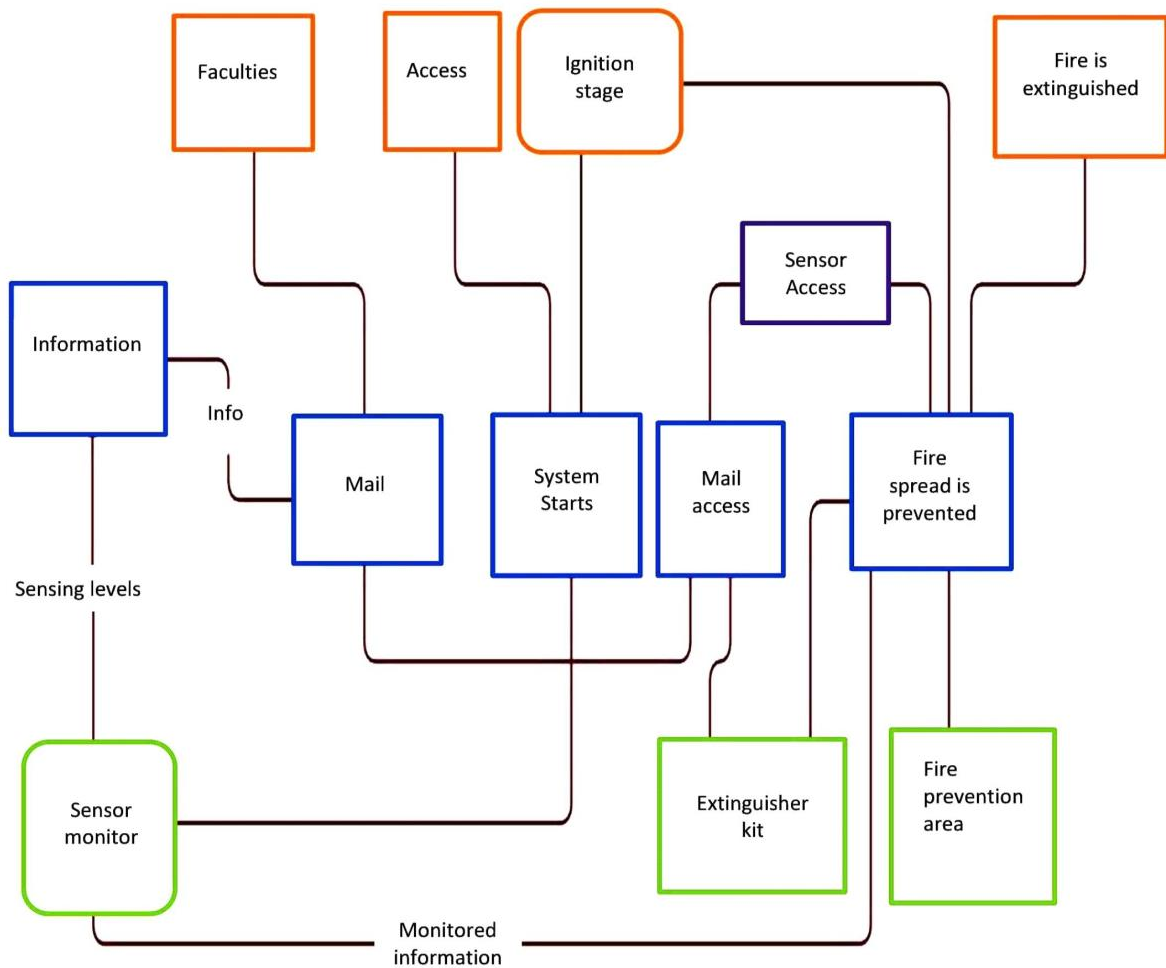 Faculties
Access
Ignition
stage
Fire is
extinguished
Sensor
Access
Information
Info
Mail
System
Starts
Mail
access
Fire
spread is
prevented
Sensing levels
Sensor
monitor
Extinguisher
kit
Fire
prevention
area
Monitored
information